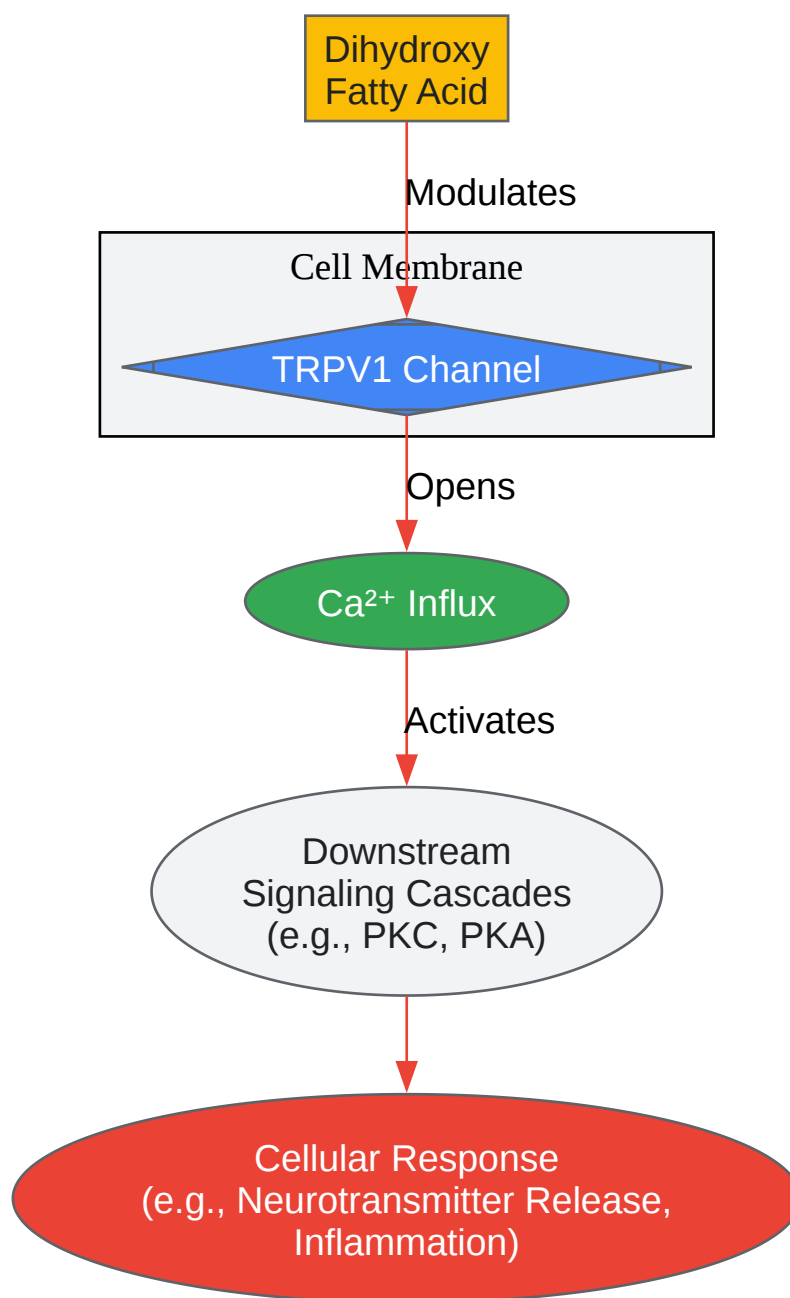 Dihydroxy
Fatty Acid
Modulates
Cell Membrane
TRPV1 Channel
Opens
Ca²⁺ Influx
Activates
Downstream
Signaling Cascades
(e.g., PKC, PKA)
Cellular Response
(e.g., Neurotransmitter Release,
Inflammation)